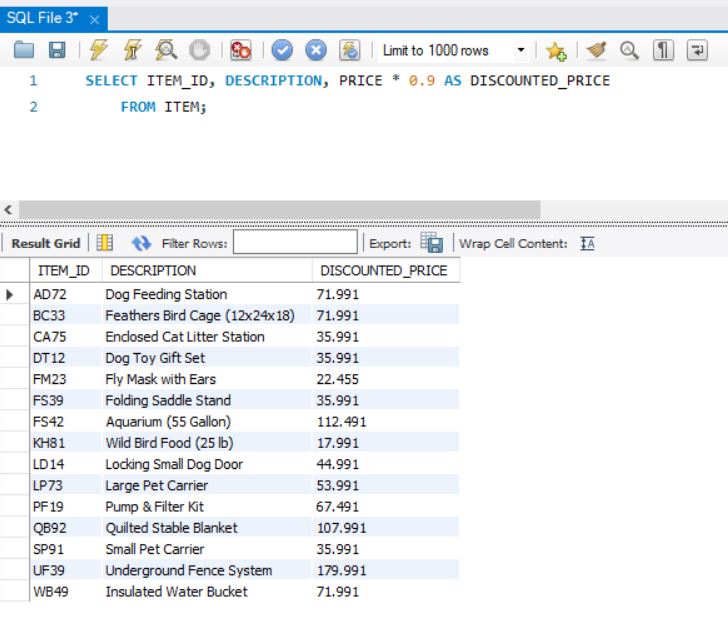 SQL File 3* ×
Limit to 1000 rows
1 SELECT ITEM_ID, DESCRIPTION, PRICE * 0.9 AS DISCOUNTED_PRICE
2 FROM ITEM;
Result Grid Filter Rows: Export: Wrap Cell Content: IA
ITEM_ID DESCRIPTION DISCOUNTED_PRICE
AD72 Dog Feeding Station 71.991
BC33 Feathers Bird Cage (12x24x18) 71.991
CA75 Enclosed Cat Litter Station 35.991
DT12 Dog Toy Gift Set 35.991
FM23 Fly Mask with Ears 22.455
FS39 Folding Saddle Stand 35.991
FS42 Aquarium (55 Gallon) 112.491
KH81 Wild Bird Food (25 lb) 17.991
LD14 Locking Small Dog Door 44.991
LP73 Large Pet Carrier 53.991
PF19 Pump & Filter Kit 67.491
QB92 Quilted Stable Blanket 107.991
SP91 Small Pet Carrier 35.991
UF39 Underground Fence System 179.991
WB49 Insulated Water Bucket 71.991